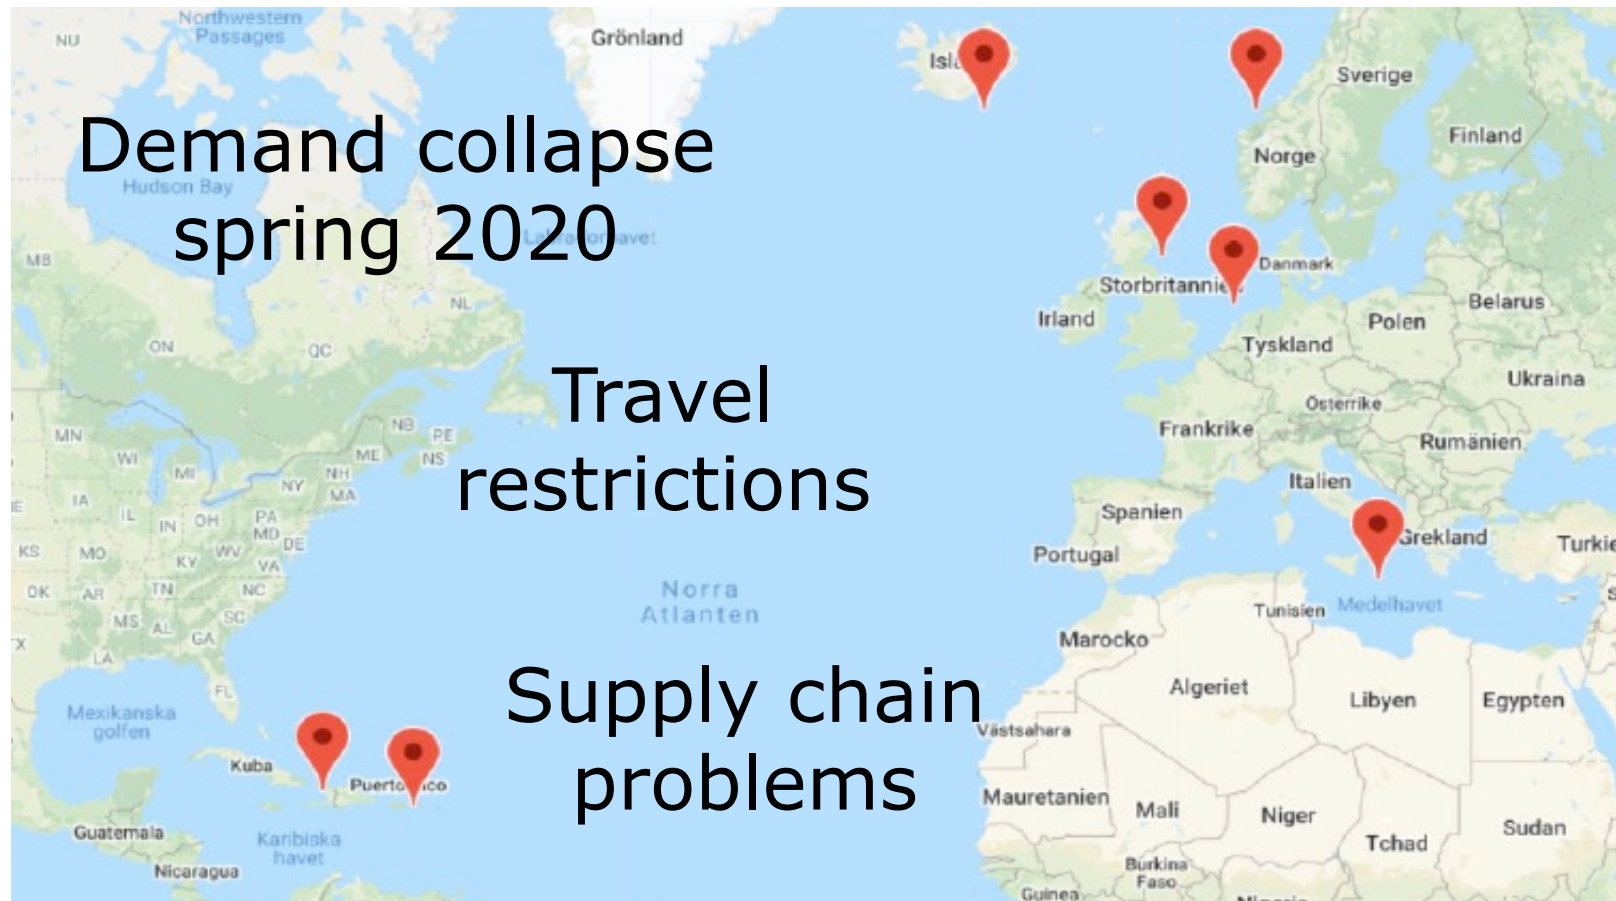 Demand collapse
spring 2020
Travel
restrictions
Supply chain
problems
Northwestern
Passages
NU
Grönland
Sverige
Finland
Norge
Hudson Bay
MB
Danmark
Storbritannien
Irland
Belarus
Polen
Tyskland
NL
ON
QC
Ukraina
Österrike
Frankrike
Rumänien
NB
PE
MN
WI
MI
ME
NS
NH
NY
MA
Italien
Spanien
Grekland
Portugal
IA
IL
IN
OH
PA
MD
DE
KS
MO
KY
WV
VA
OK
AR
TN
NC
Norra
Atlanten
Tunisien
Medelhavet
MS
AL
GA
SC
LA
Marocko
FL
Algeriet
Libyen
Egypten
Mexikanska
golfen
Västsahara
Kuba
Mauretanien
Mali
Niger
Tchad
Sudan
Guatemala
Karibiska
havet
Nicaragua
Burkina
Faso
Guinea